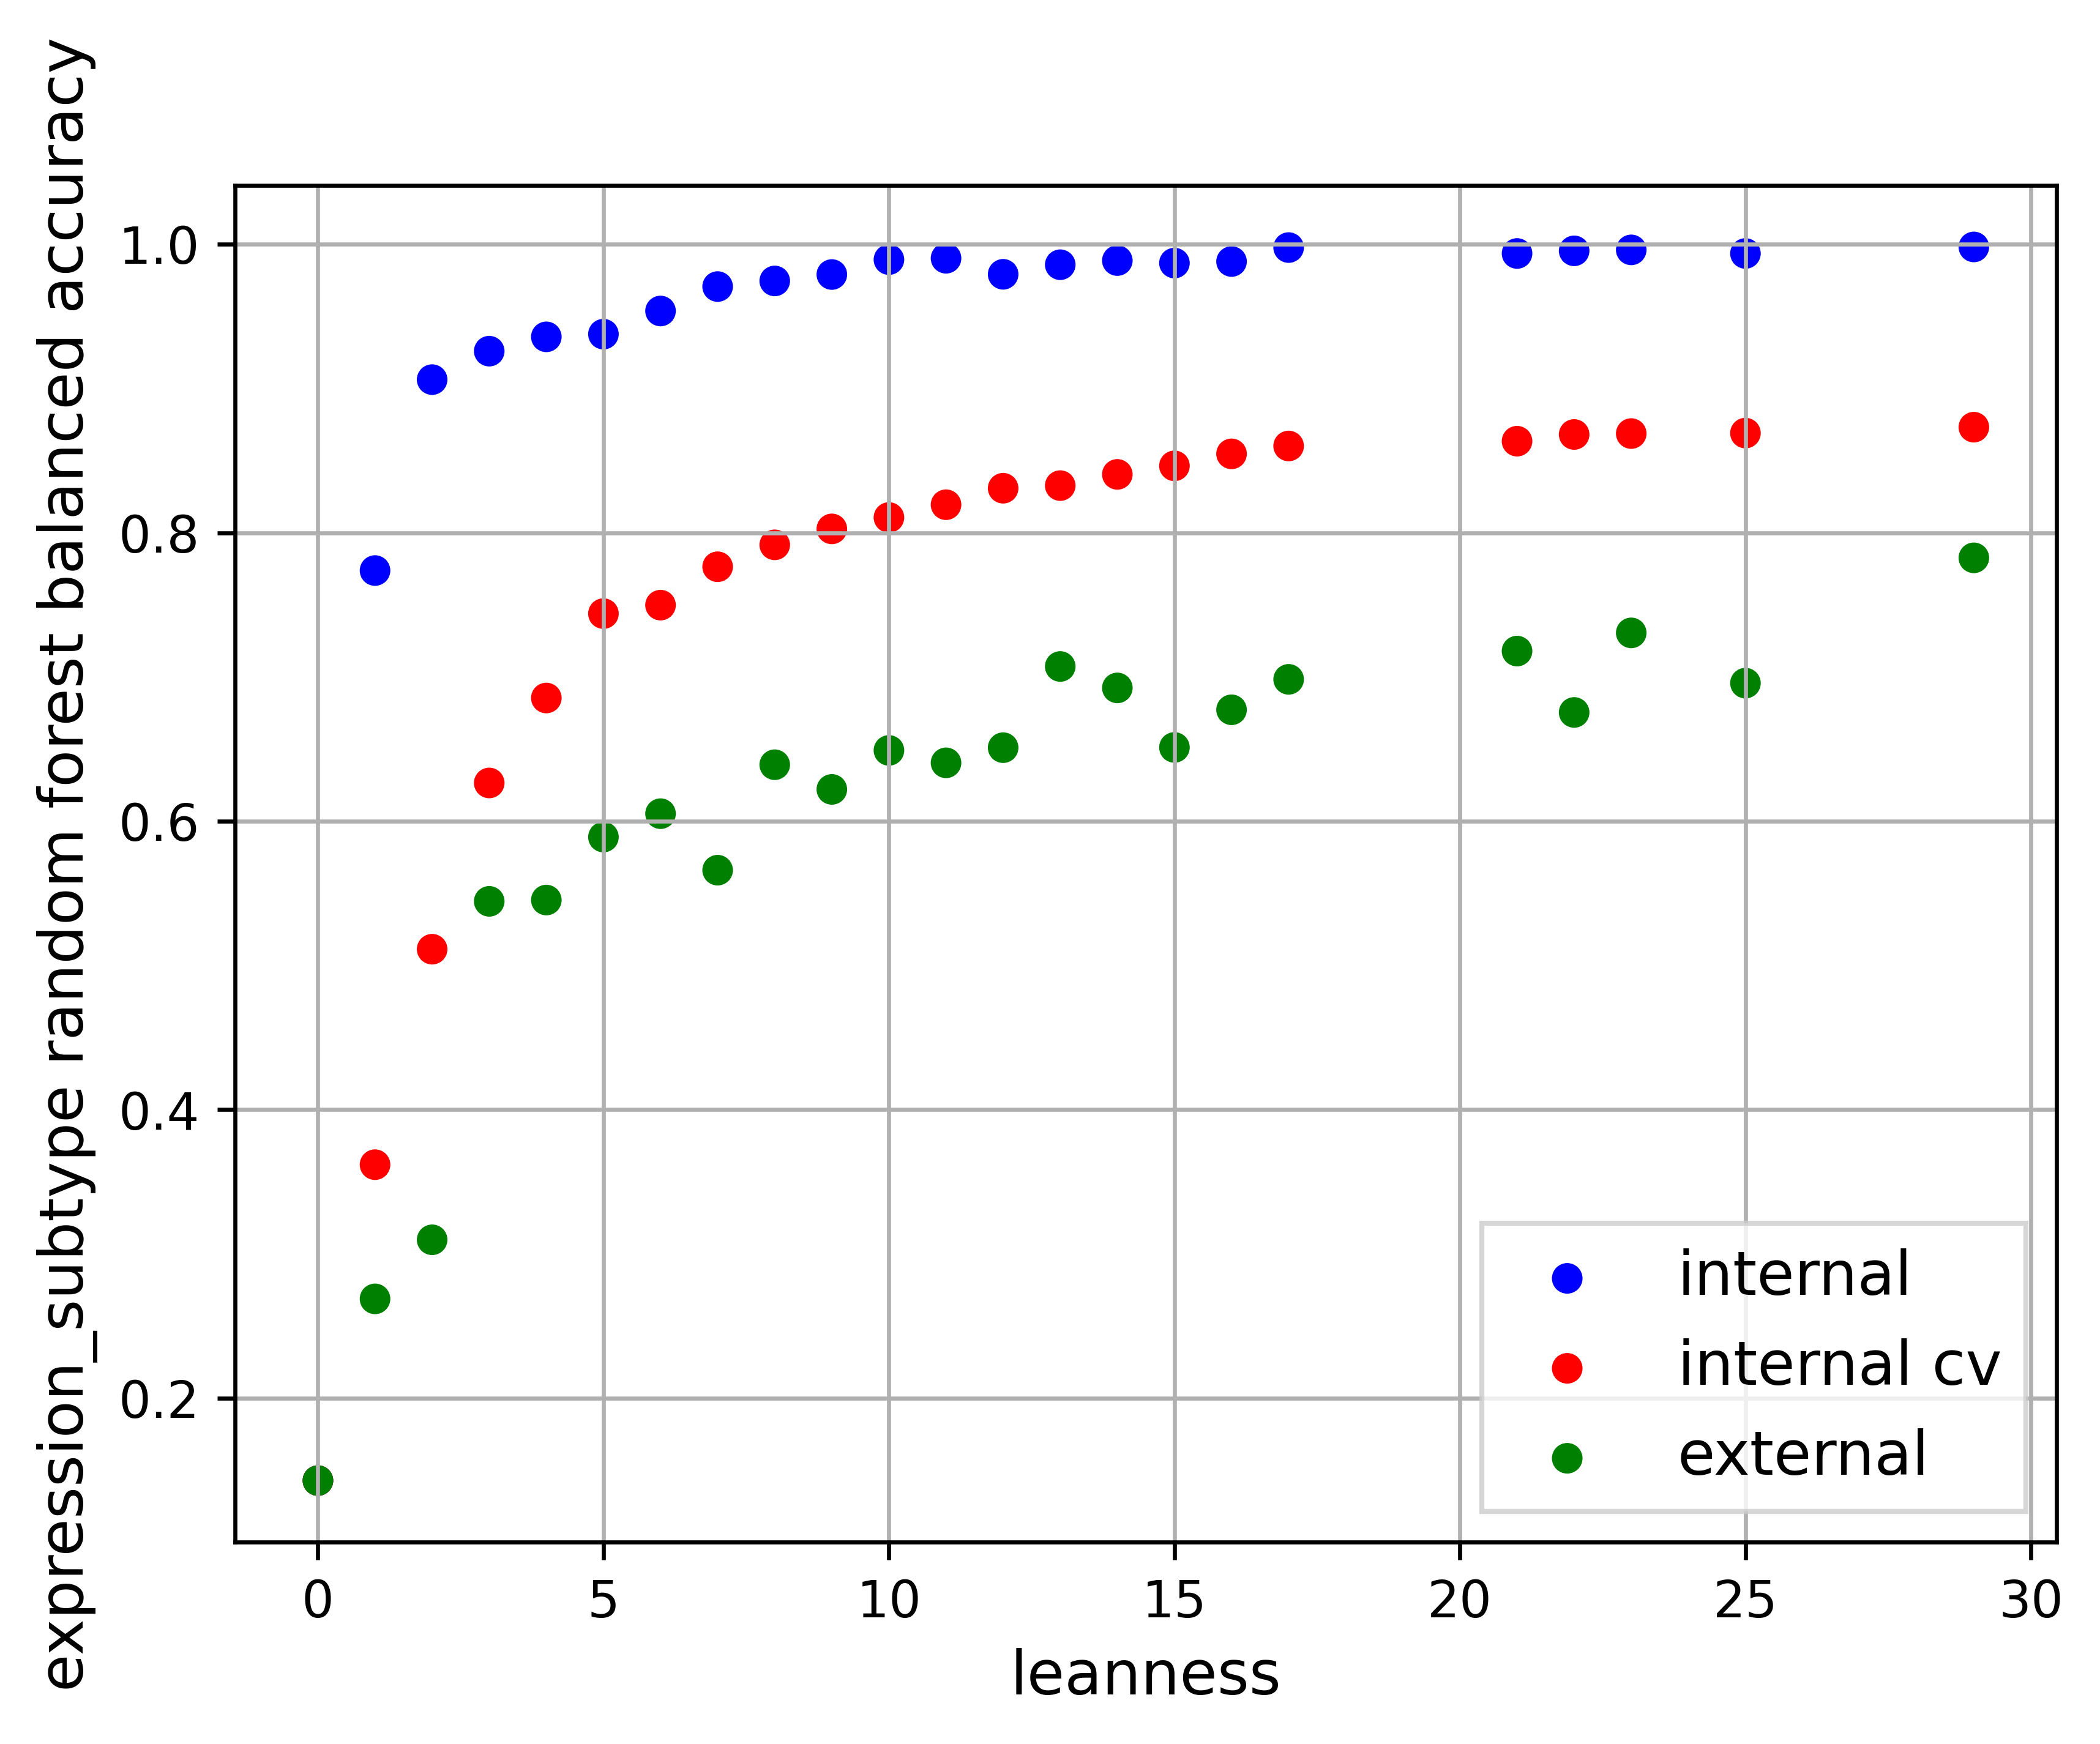 expression_subtype random forest balanced accuracy
1.0
0.8
0.6
0.4
0.2
0 5 10 15 20 25 30
leanness
internal
internal cv
external